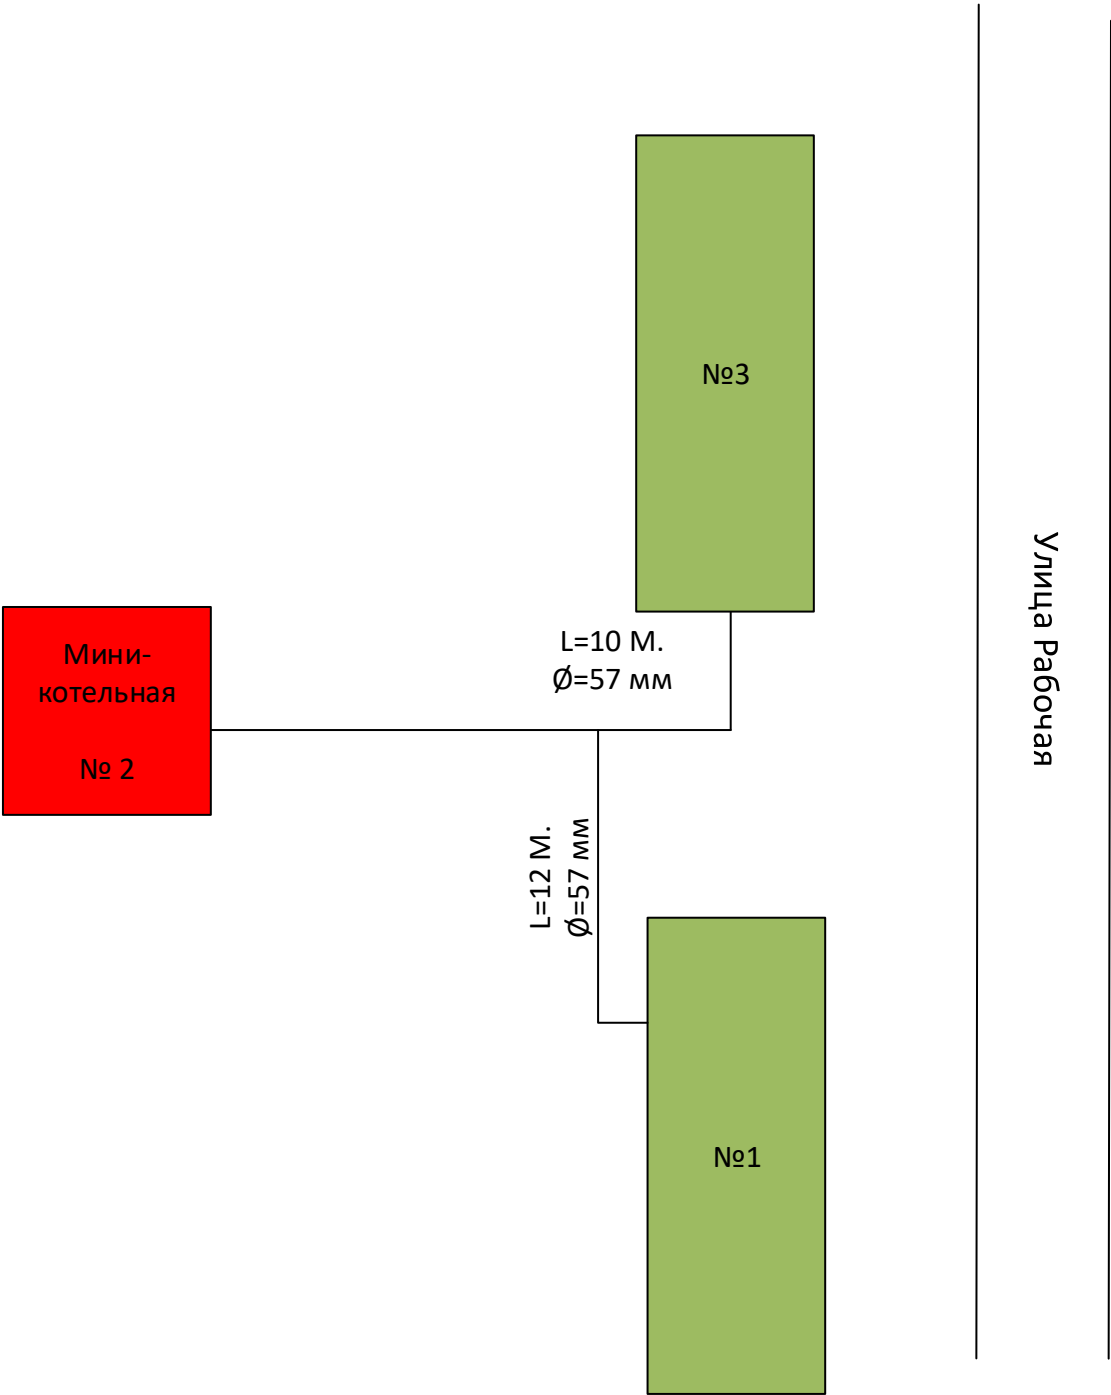 №3
L=10 М.
Ø=57 мм
Мини-
котельная
№ 2
Улица Рабочая
L=12 М.
Ø=57 мм
№1